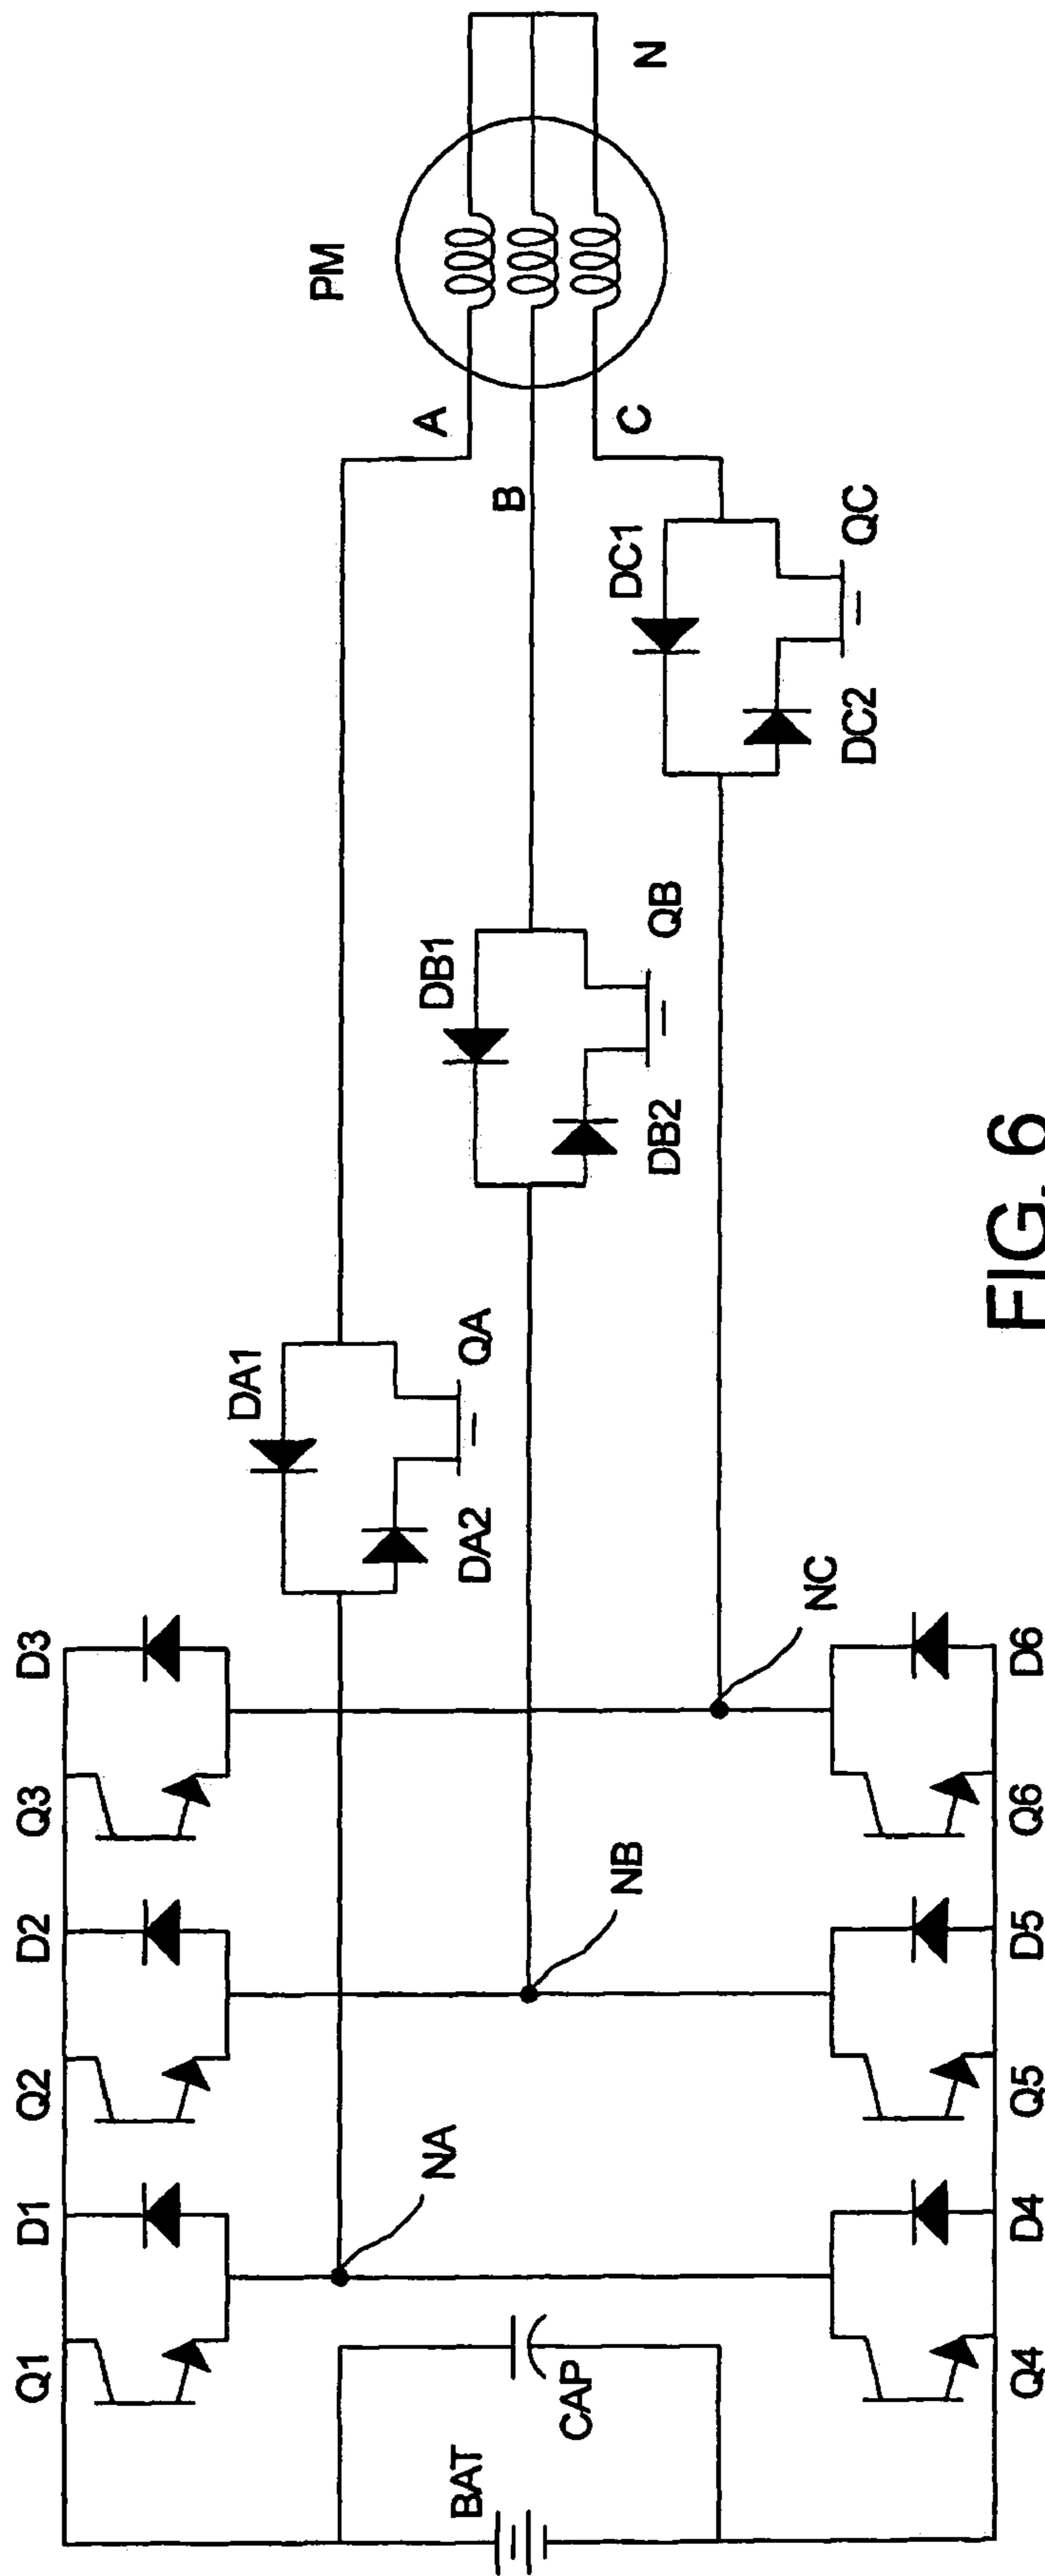 Q1
D1
Q2
D2
Q3
D3
DA1
QA
DA2
DB1
QB
DB2
DC1
QC
DC2
PM
A
B
C
N
NA
NB
NC
BAT
CAP
Q4
D4
Q5
D5
Q6
D6
FIG. 6